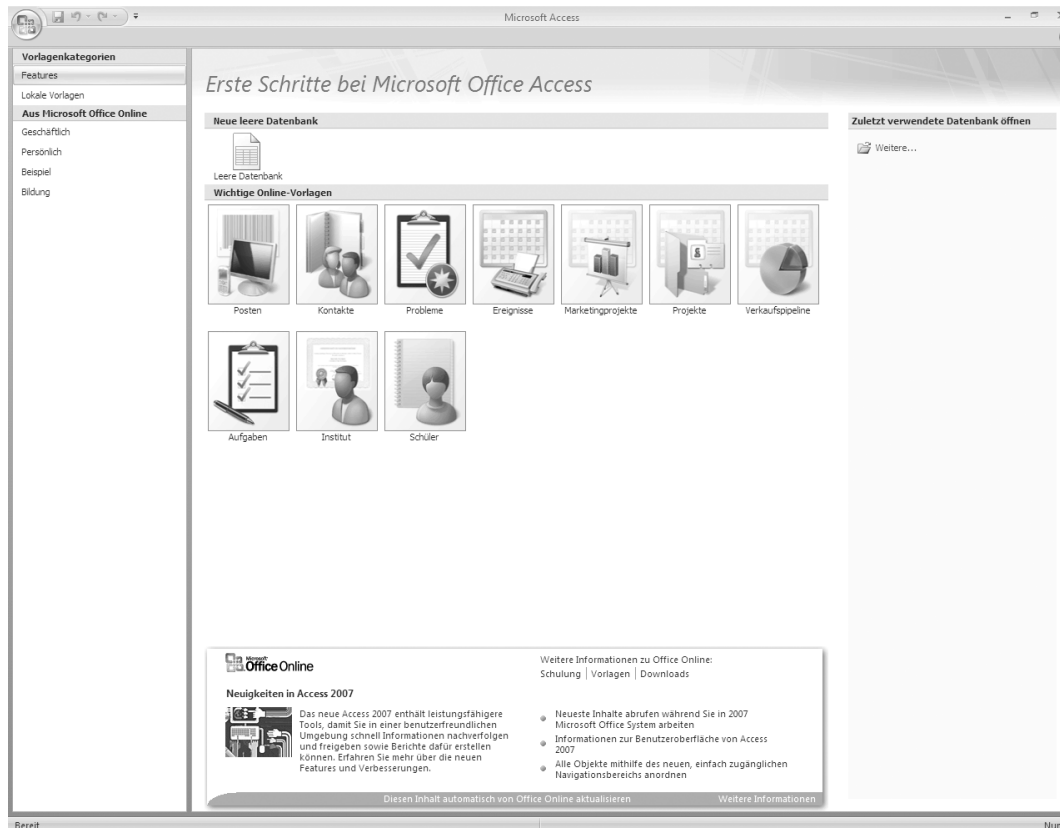 Microsoft Access
Vorlagenkategorien
Features
Lokale Vorlagen
Aus Microsoft Office Online
Geschäftlich
Persönlich
Beispiel
Bildung
Erste Schritte bei Microsoft Office Access
Neue leere Datenbank
Leere Datenbank
Wichtige Online-Vorlagen
Posten
Kontakte
Probleme
Ereignisse
Marketingprojekte
Projekte
Verkaufspipeline
Aufgaben
Institut
Schüler
Zuletzt verwendete Datenbank öffnen
Weitere...
Microsoft
Office Online
Neuigkeiten in Access 2007
Das neue Access 2007 enthält leistungsfähigere
Tools, damit Sie in einer benutzerfreundlichen
Umgebung schnell Informationen nachverfolgen
und freigeben sowie Berichte dafür erstellen
können. Erfahren Sie mehr über die neuen
Features und Verbesserungen.
Weitere Informationen zu Office Online:
Schulung | Vorlagen | Downloads
Neueste Inhalte abrufen während Sie in 2007
Microsoft Office System arbeiten
Informationen zur Benutzeroberfläche von Access
2007
Alle Objekte mithilfe des neuen, einfach zugänglichen
Navigationsbereichs anordnen
Diesen Inhalt automatisch von Office Online aktualisieren
Weitere Informationen
Bereit